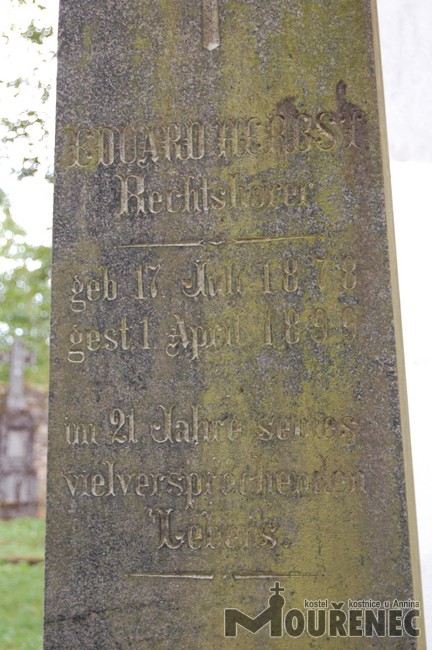 EDUARD HERBST
Rechtshörer
geb 17. Juli 1878
gest 1. April 1899
im 21. Jahre seines
vielversprechenden
Lebens.
kostel kostnice u Annína
MOUŘENEC